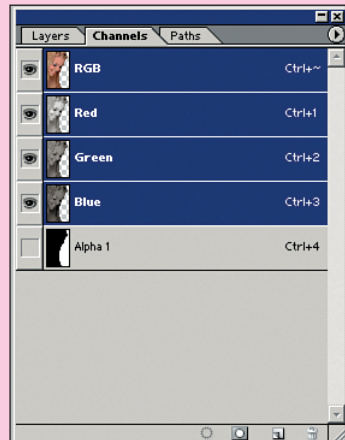 Layers Channels Paths
RGB Ctrl+~
Red Ctrl+1
Green Ctrl+2
Blue Ctrl+3
Alpha 1 Ctrl+4